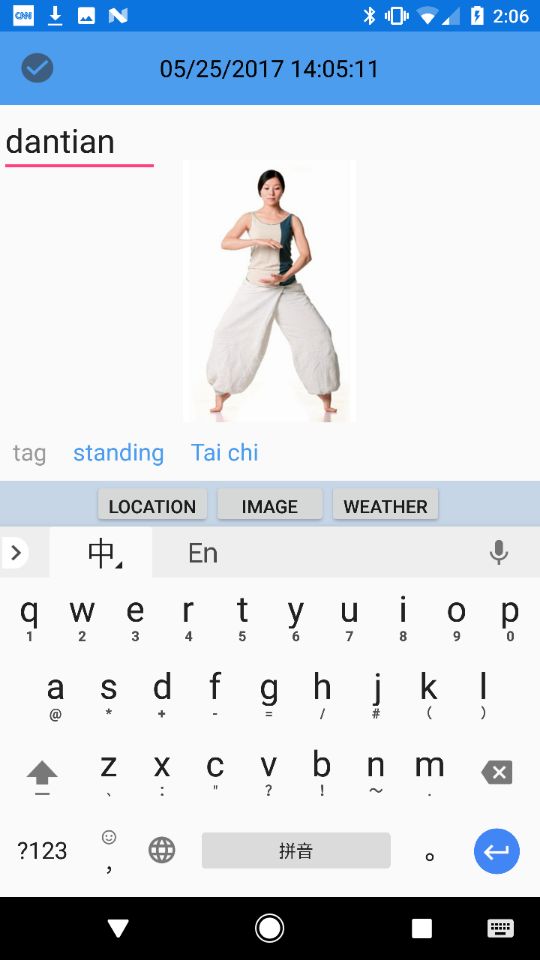 CNN 2:06
05/25/2017 14:05:11
dantian
tag standing Tai chi
LOCATION IMAGE WEATHER
中 En
q w e r t y u i o p
1 2 3 4 5 6 7 8 9 0
a s d f g h j k l
@ * + - = / # ( )
z x c v b n m
、 : " ? ! ～ .
?123 , 拼音 。